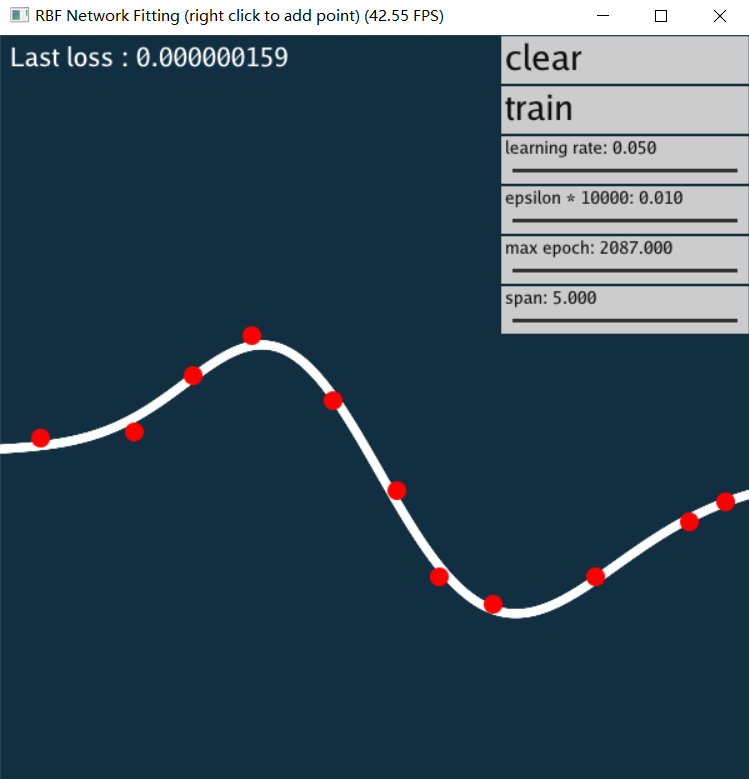 RBF Network Fitting (right click to add point) (42.55 FPS)
Last loss : 0.000000159
clear
train
learning rate: 0.050
epsilon * 10000: 0.010
max epoch: 2087.000
span: 5.000